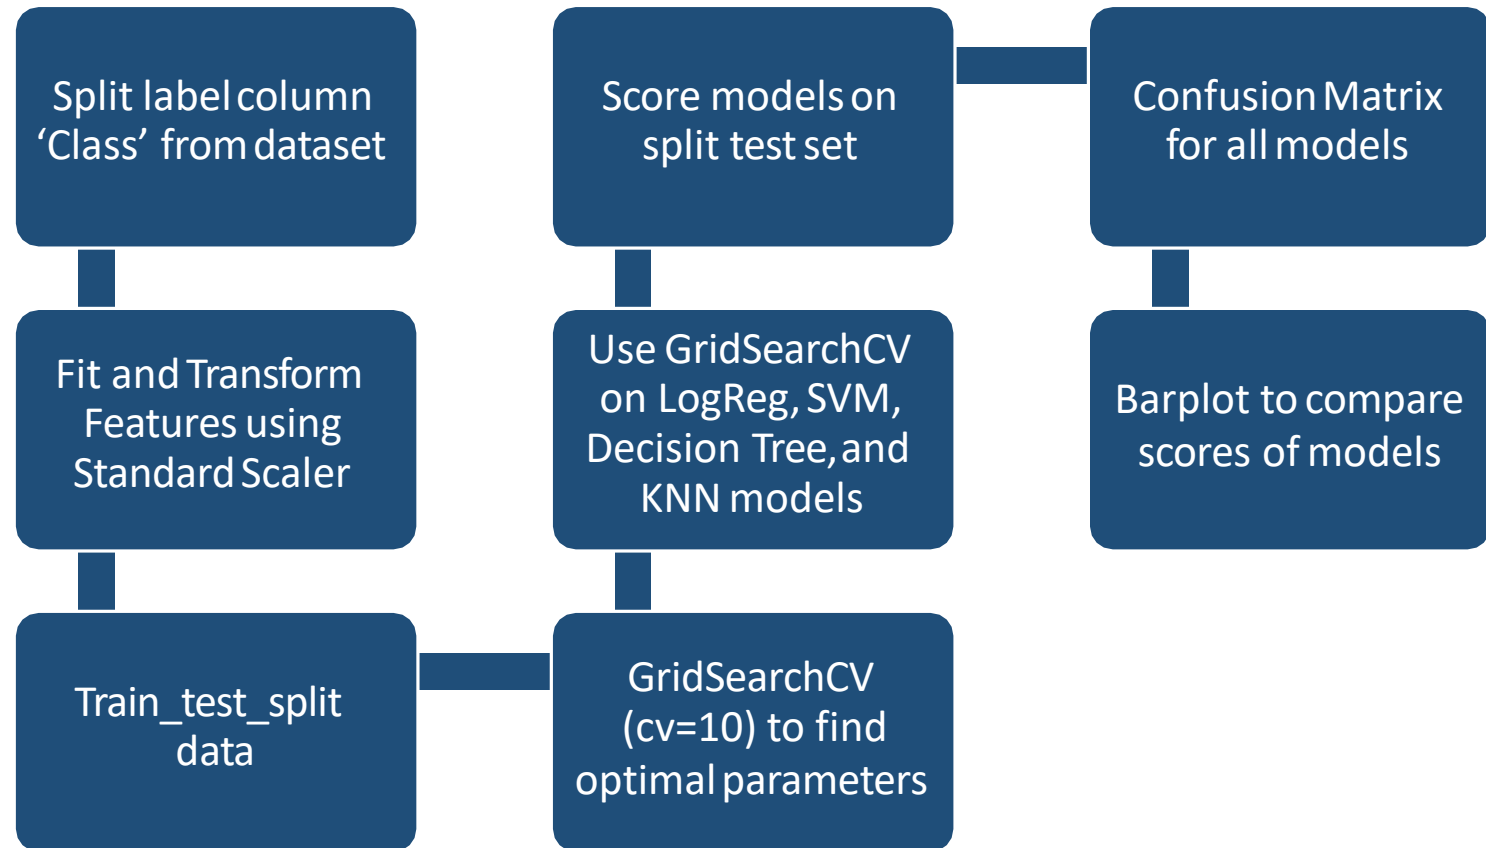 Split label column
‘Class’ from dataset
Fit and Transform
Features using
Standard Scaler
Train_test_split
data
GridSearchCV
(cv=10) to find
optimal parameters
Use GridSearchCV
on LogReg, SVM,
Decision Tree, and
KNN models
Score models on
split test set
Confusion Matrix
for all models
Barplot to compare
scores of models